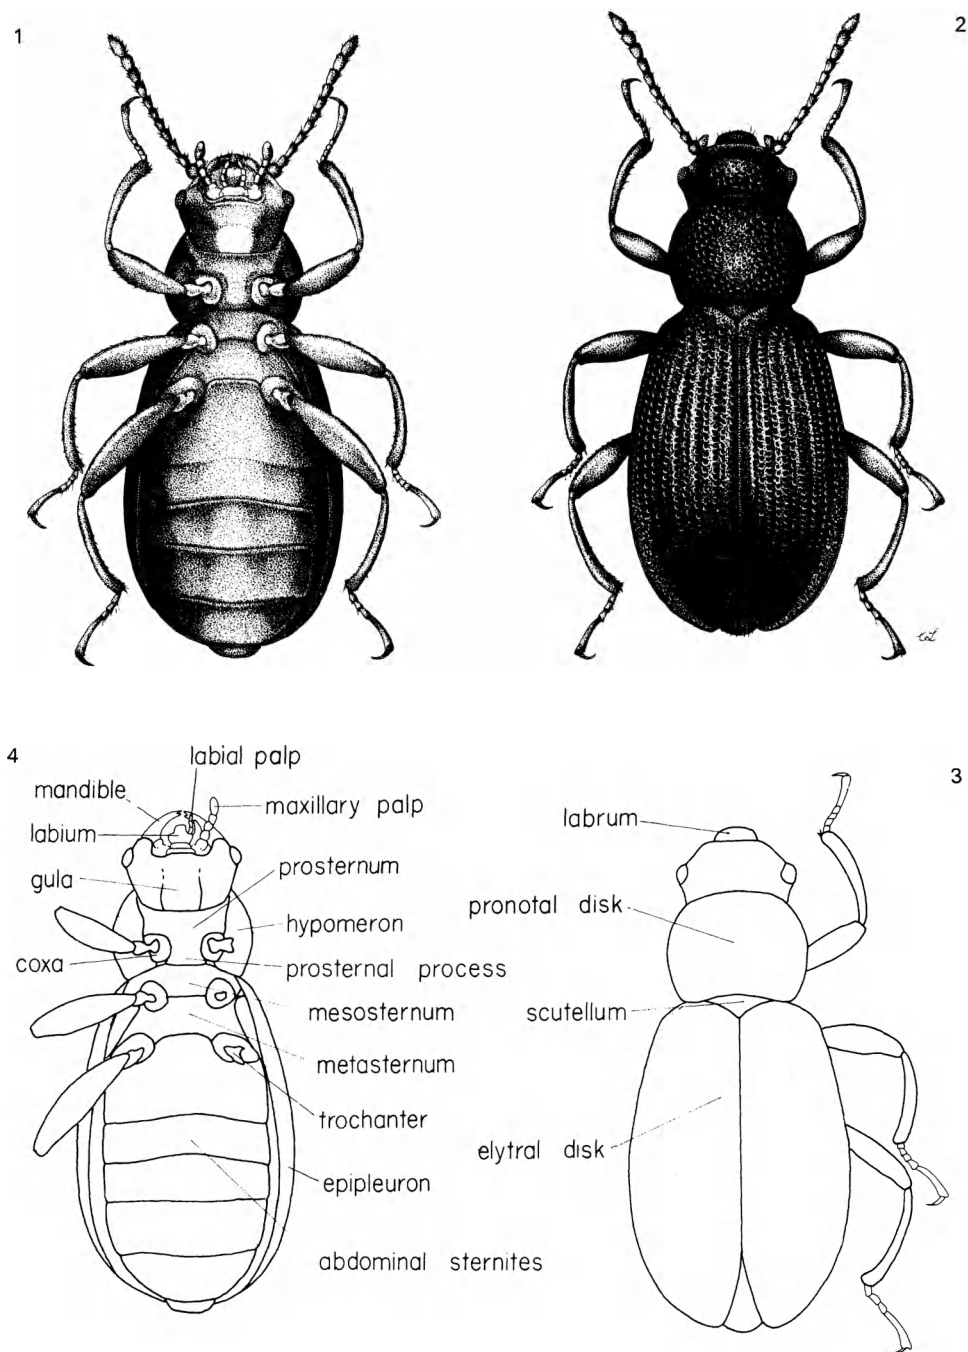 1
2
4
labial palp
mandible
maxillary palp
labium
prosternum
gula
hypomeron
coxa
prosternal process
mesosternum
metasternum
trochanter
epipleuron
abdominal sternites
3
labrum
pronotal disk
scutellum
elytral disk